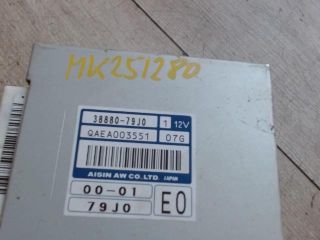 MK251280
38880-79J0 1 12V
QAEA003551 07G
AISIN AW CO.,LTD. JAPAN
00-01
79J0 E0